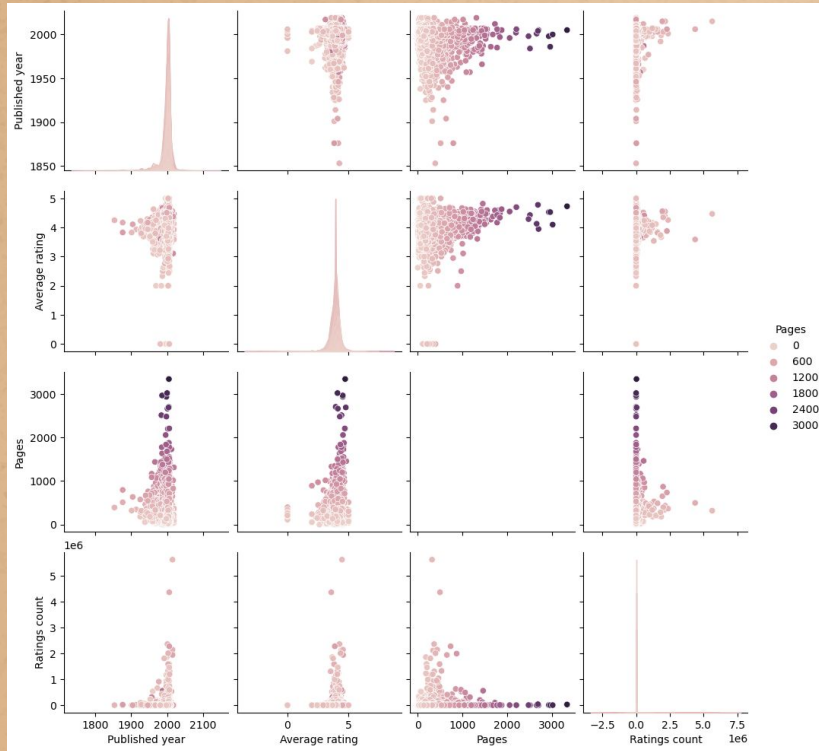 Published year
2000
1950
1900
1850
Average rating
5
4
3
2
1
0
Pages
0
600
1200
1800
2400
3000
Pages
3000
2000
1000
0
1e6
Ratings count
5
4
3
2
1
0
1800 1900 2000 2100
0 5
0 1000 2000 3000
−2.5 0.0 2.5 5.0 7.5
Published year Average rating Pages Ratings count 1e6